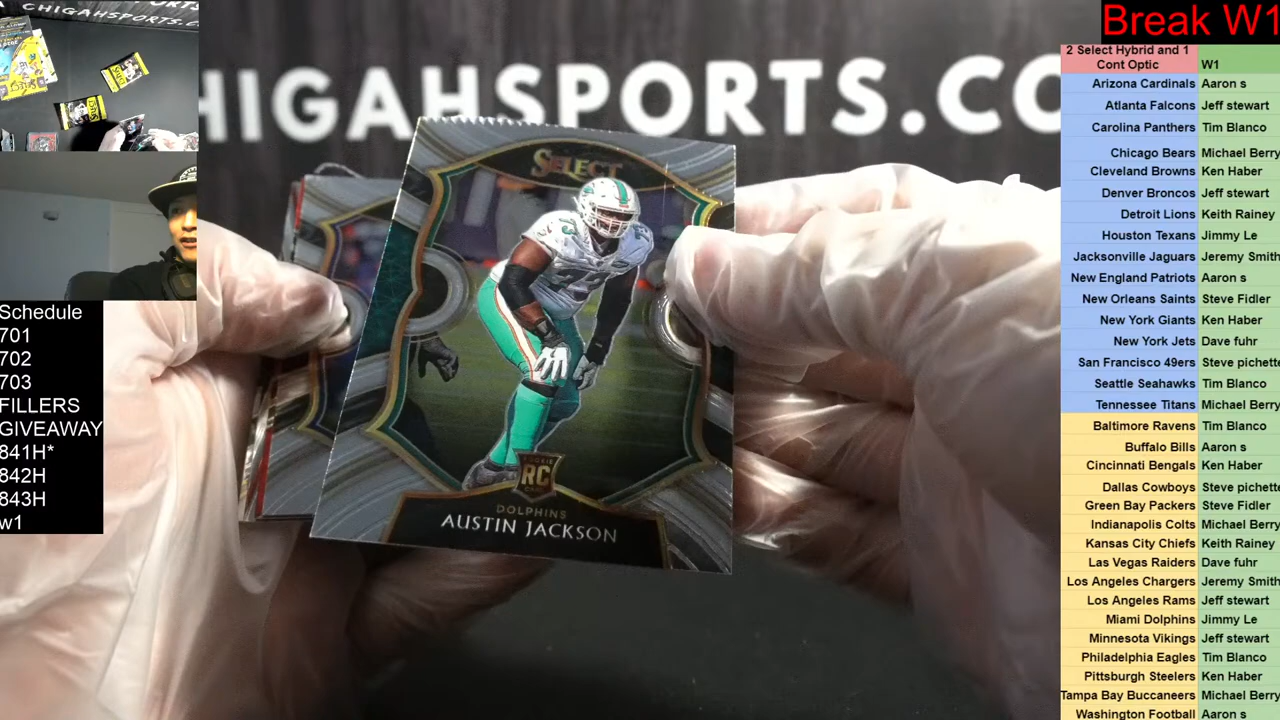 CHIGAHSPORTS.C
Break W1
HIGAHSPORTS.CO
2 Select Hybrid and 1
Cont Optic W1
Arizona Cardinals Aaron s
Atlanta Falcons Jeff stewart
Carolina Panthers Tim Blanco
Chicago Bears Michael Berry
Cleveland Browns Ken Haber
Denver Broncos Jeff stewart
Detroit Lions Keith Rainey
Houston Texans Jimmy Le
Jacksonville Jaguars Jeremy Smith
New England Patriots Aaron s
New Orleans Saints Steve Fidler
New York Giants Ken Haber
New York Jets Dave fuhr
San Francisco 49ers Steve pichette
Seattle Seahawks Tim Blanco
Tennessee Titans Michael Berry
Baltimore Ravens Tim Blanco
Buffalo Bills Aaron s
Cincinnati Bengals Ken Haber
Dallas Cowboys Steve pichette
Green Bay Packers Steve Fidler
Indianapolis Colts Michael Berry
Kansas City Chiefs Keith Rainey
Las Vegas Raiders Dave fuhr
Los Angeles Chargers Jeremy Smith
Los Angeles Rams Jeff stewart
Miami Dolphins Jimmy Le
Minnesota Vikings Jeff stewart
Philadelphia Eagles Tim Blanco
Pittsburgh Steelers Ken Haber
Tampa Bay Buccaneers Michael Berry
Washington Football Aaron s
SELECT
73
RC
DOLPHINS
AUSTIN JACKSON
Schedule
701
702
703
FILLERS
GIVEAWAY
841H*
842H
843H
w1